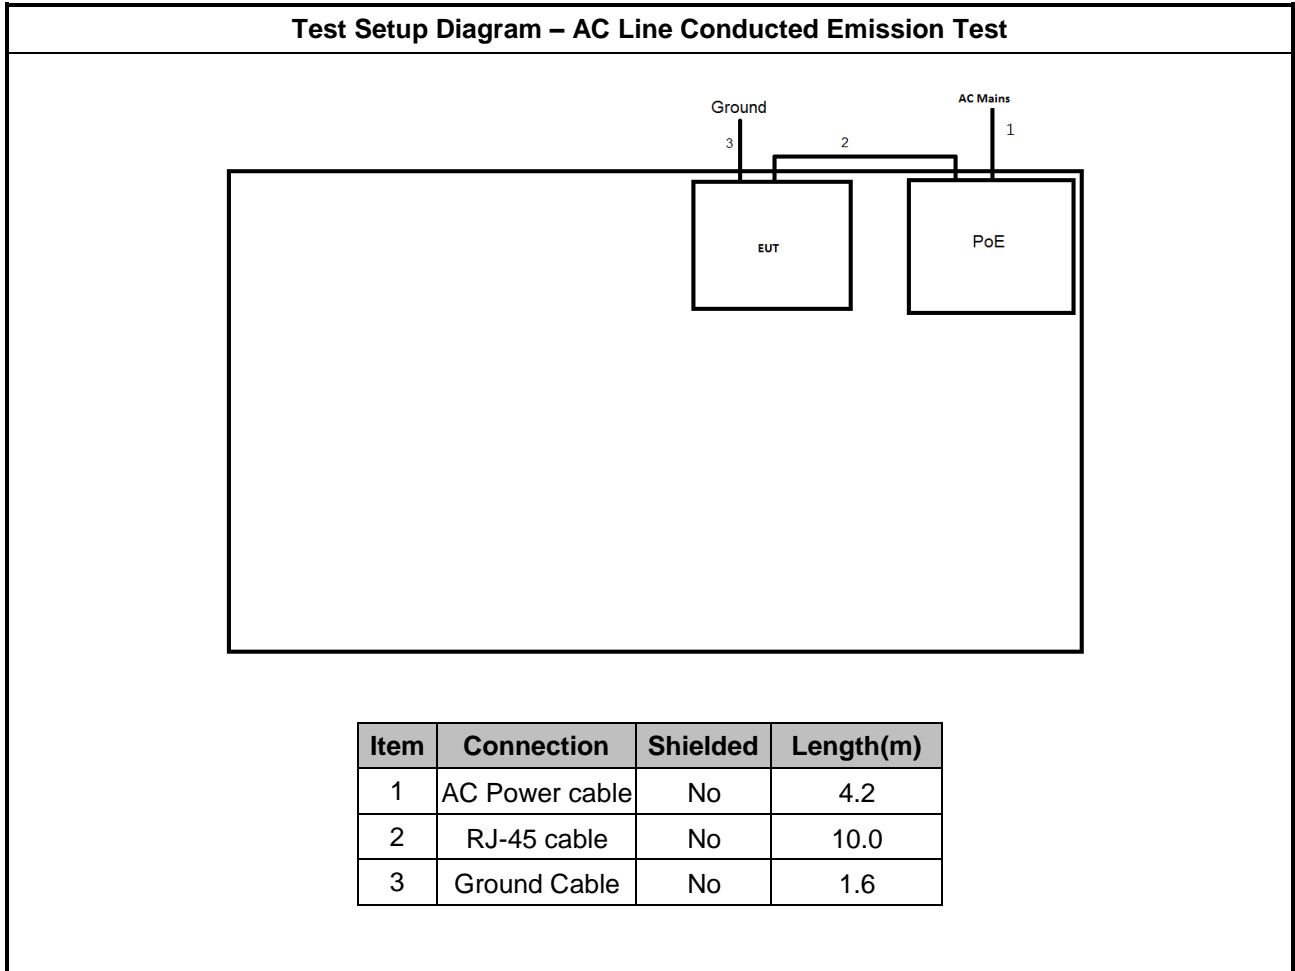 Test Setup Diagram – AC Line Conducted Emission Test
Ground
AC Mains
3
2
1
EUT
PoE
Item Connection Shielded Length(m)
1 AC Power cable No 4.2
2 RJ-45 cable No 10.0
3 Ground Cable No 1.6